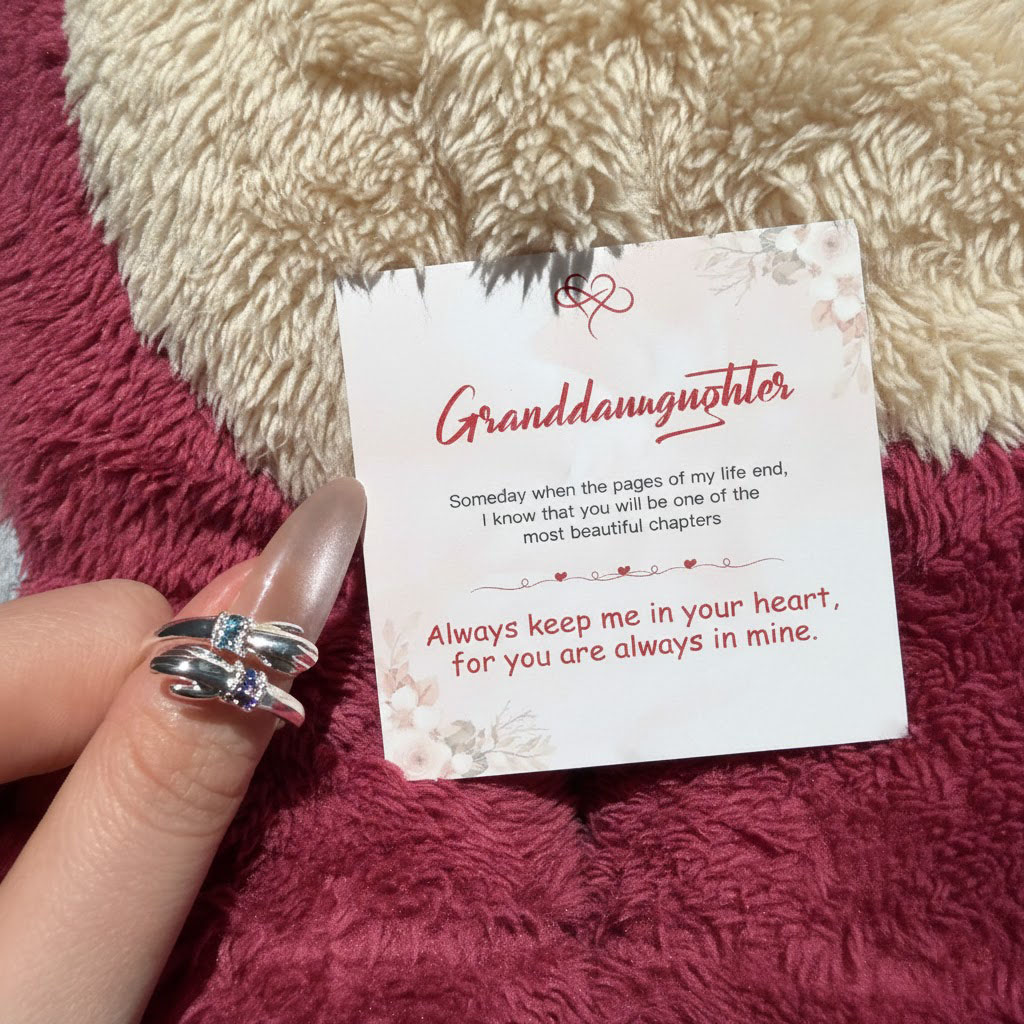 Granddauugnughter
Someday when the pages of my life end,
I know that you will be one of the
most beautiful chapters
Always keep me in your heart,
for you are always in mine.